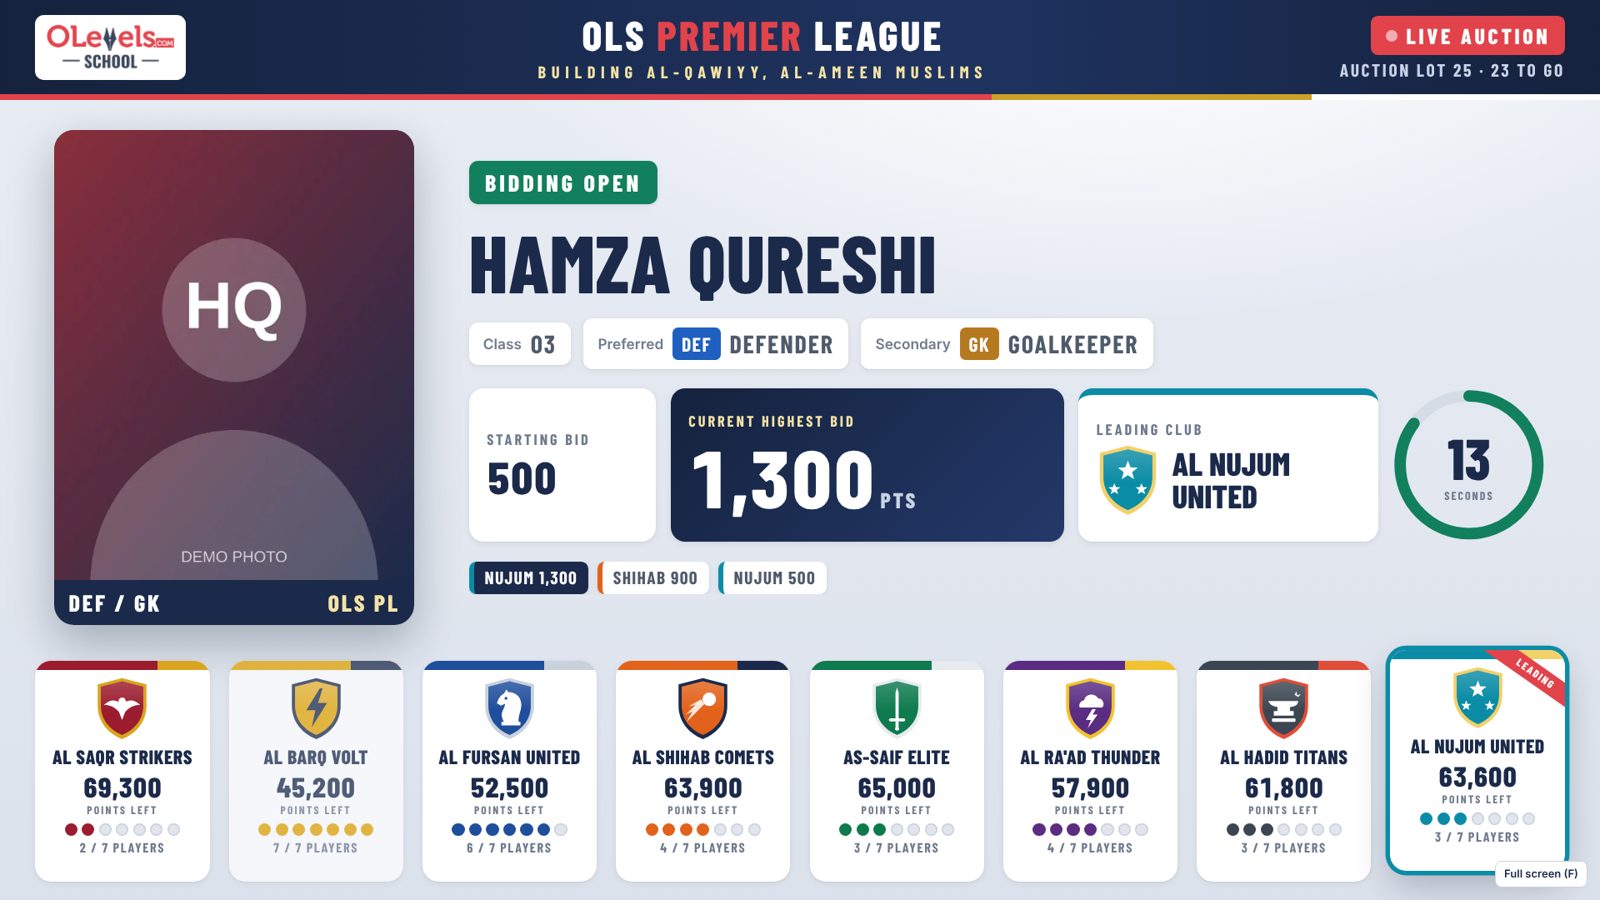 OLevels.COM
SCHOOL
OLS PREMIER LEAGUE
BUILDING AL-QAWIYY, AL-AMEEN MUSLIMS
LIVE AUCTION
AUCTION LOT 25 · 23 TO GO
HQ
DEMO PHOTO
DEF / GK
OLS PL
BIDDING OPEN
HAMZA QURESHI
Class 03
Preferred DEF DEFENDER
Secondary GK GOALKEEPER
STARTING BID
500
CURRENT HIGHEST BID
1,300 PTS
LEADING CLUB
AL NUJUM
UNITED
13
SECONDS
NUJUM 1,300
SHIHAB 900
NUJUM 500
AL SAQR STRIKERS
69,300
POINTS LEFT
2 / 7 PLAYERS
AL BARQ VOLT
45,200
POINTS LEFT
7 / 7 PLAYERS
AL FURSAN UNITED
52,500
POINTS LEFT
6 / 7 PLAYERS
AL SHIHAB COMETS
63,900
POINTS LEFT
4 / 7 PLAYERS
AS-SAIF ELITE
65,000
POINTS LEFT
3 / 7 PLAYERS
AL RA'AD THUNDER
57,900
POINTS LEFT
4 / 7 PLAYERS
AL HADID TITANS
61,800
POINTS LEFT
3 / 7 PLAYERS
LEADING
AL NUJUM UNITED
63,600
POINTS LEFT
3 / 7 PLAYERS
Full screen (F)